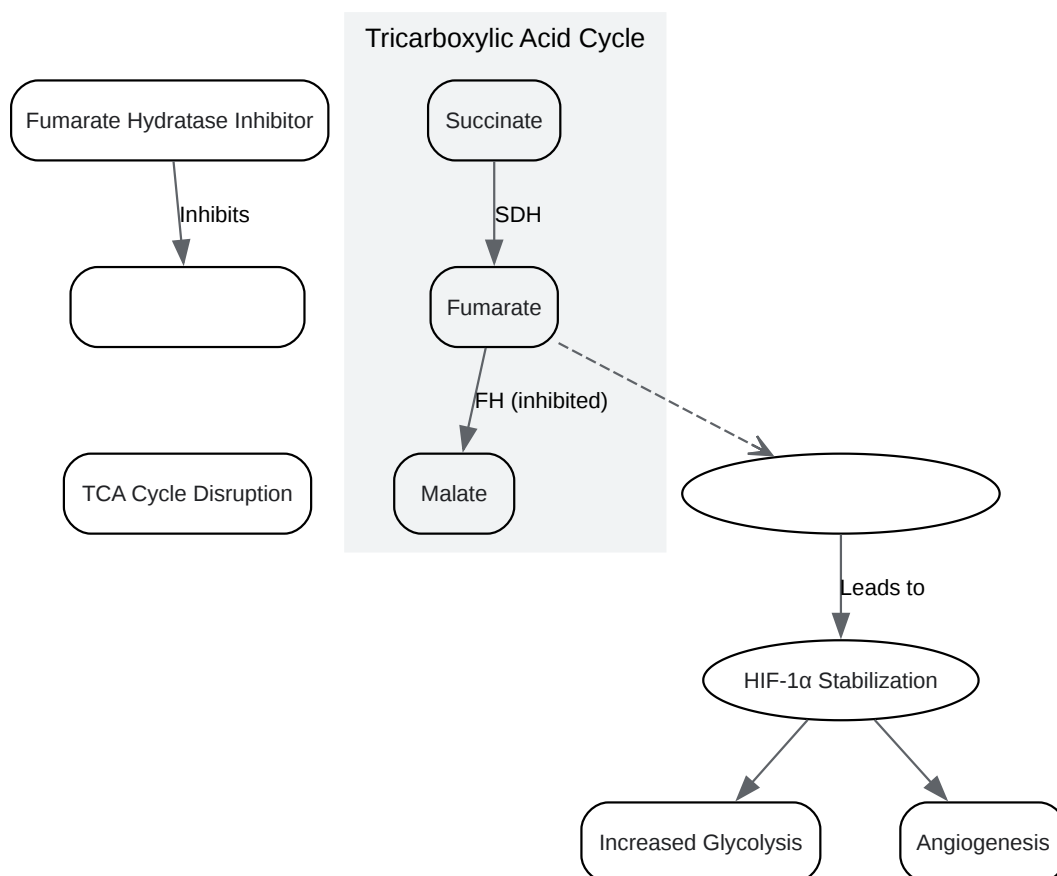 Tricarboxylic Acid Cycle
Fumarate Hydratase Inhibitor
Succinate
Inhibits
SDH
Fumarate
FH (inhibited)
TCA Cycle Disruption
Malate
Leads to
HIF-1α Stabilization
Increased Glycolysis
Angiogenesis